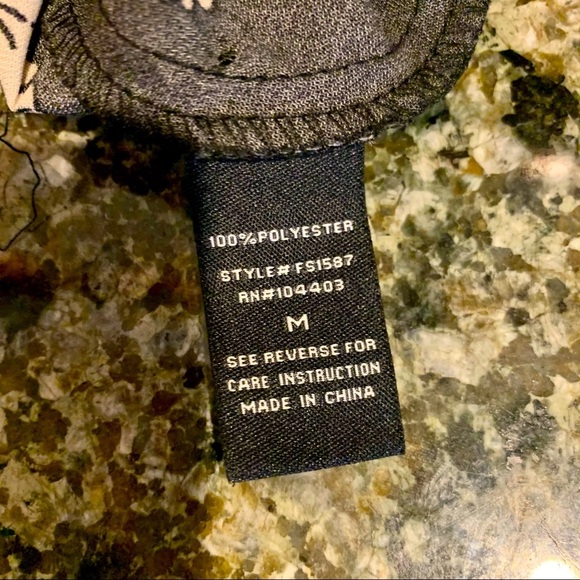 100%POLYESTER
STYLE# FS1587
RN#104403
M
SEE REVERSE FOR
CARE INSTRUCTION
MADE IN CHINA